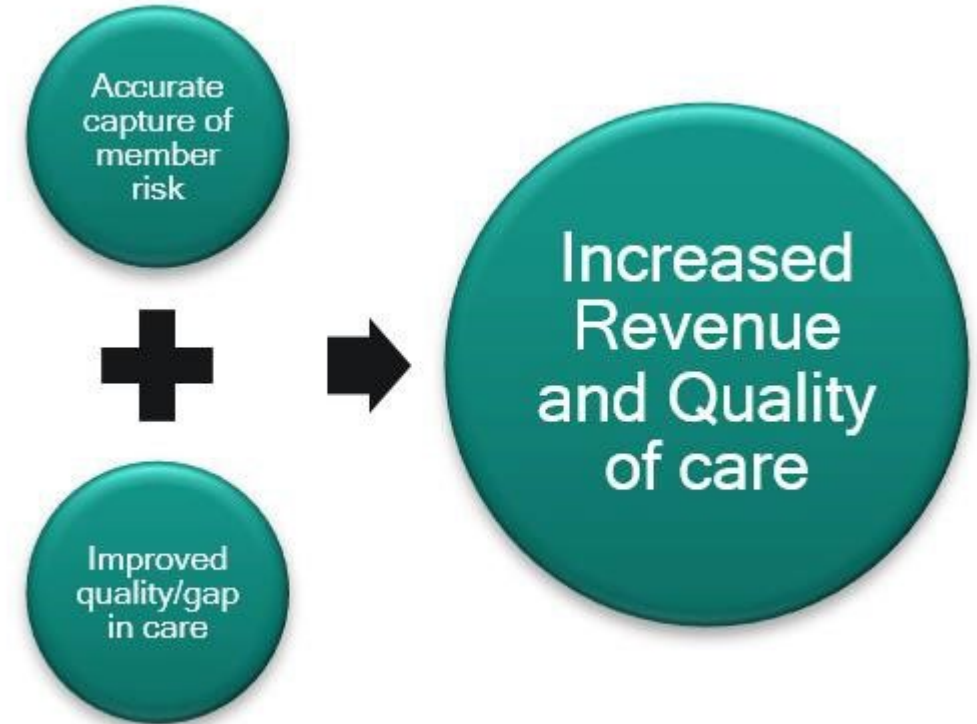 Accurate
capture of
member
risk
Improved
quality/gap
in care
Increased
Revenue
and Quality
of care